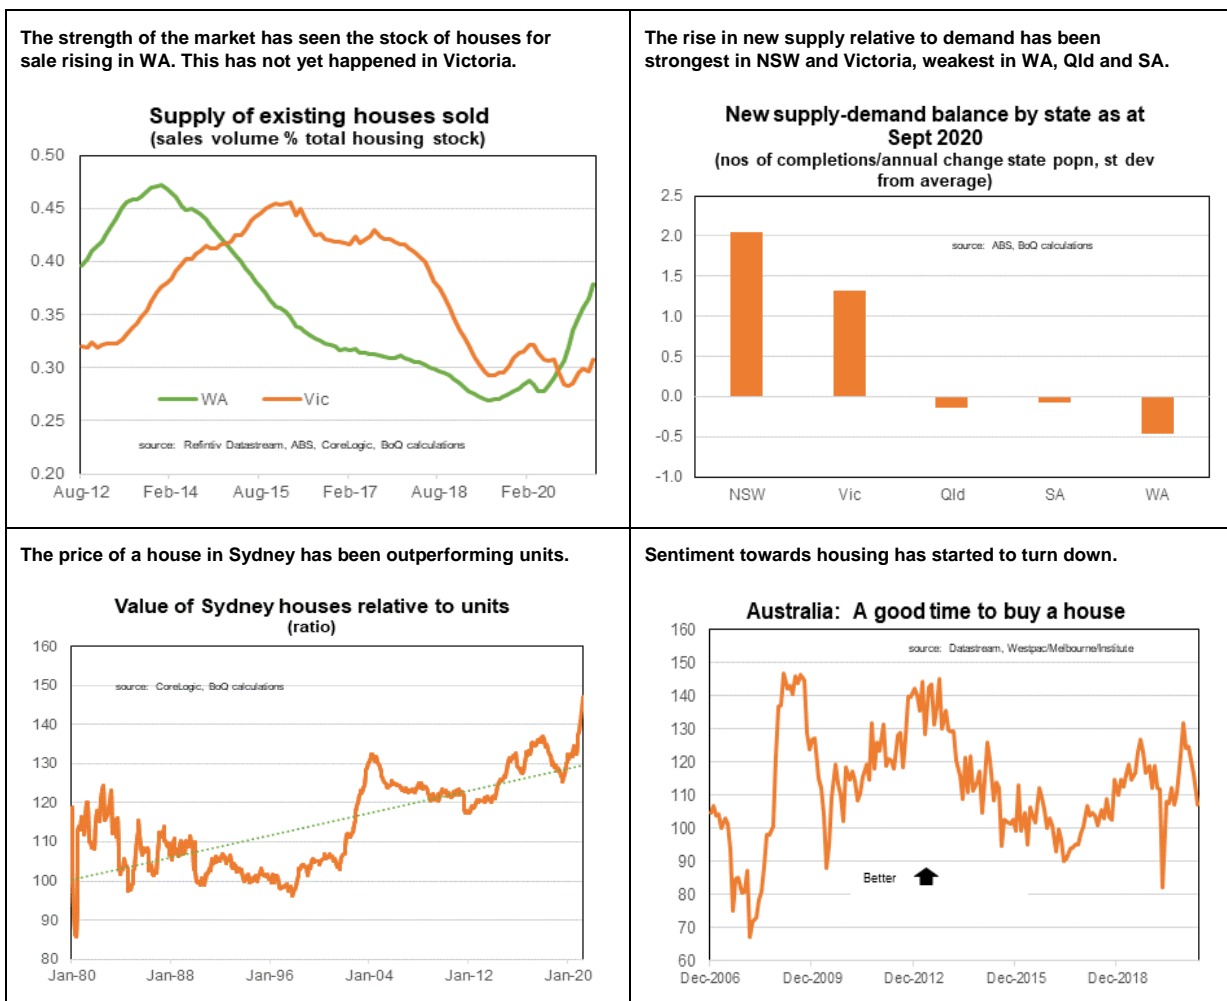 The strength of the market has seen the stock of houses for
sale rising in WA. This has not yet happened in Victoria.
Supply of existing houses sold
(sales volume % total housing stock)
0.50
0.45
0.40
0.35
0.30
0.25
0.20
WA
Vic
source: Refintiv Datastream, ABS, CoreLogic, BoQ calculations
Aug-12
Feb-14
Aug-15
Feb-17
Aug-18
Feb-20
The rise in new supply relative to demand has been
strongest in NSW and Victoria, weakest in WA, Qld and SA.
New supply-demand balance by state as at
Sept 2020
(nos of completions/annual change state popn, st dev
from average)
2.5
2.0
1.5
1.0
0.5
0.0
-0.5
-1.0
source: ABS, BoQ calculations
NSW
Vic
Qld
SA
WA
The price of a house in Sydney has been outperforming units.
Value of Sydney houses relative to units
(ratio)
160
150
140
130
120
110
100
90
80
source: CoreLogic, BoQ calculations
Jan-80
Jan-88
Jan-96
Jan-04
Jan-12
Jan-20
Sentiment towards housing has started to turn down.
Australia: A good time to buy a house
160
150
140
130
120
110
100
90
80
70
60
source: Datastream, Westpac/Melbourne/Institute
Better
Dec-2006
Dec-2009
Dec-2012
Dec-2015
Dec-2018